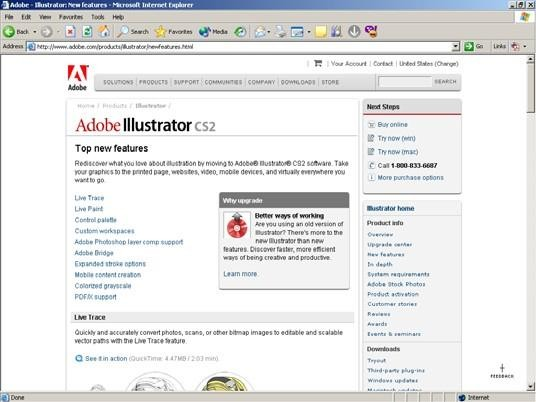 Adobe - Illustrator: New features - Microsoft Internet Explorer
File Edit View Favorites Tools Help
Back Search Favorites Media
Address http://www.adobe.com/products/illustrator/newfeatures.html Go Links
Your Account | Contact | United States (Change)
Adobe
SOLUTIONS PRODUCTS SUPPORT COMMUNITIES COMPANY DOWNLOADS STORE SEARCH
Home / Products / Illustrator /
Adobe Illustrator CS2
Top new features
Rediscover what you love about illustration by moving to Adobe® Illustrator® CS2 software. Take
your graphics to the printed page, websites, video, mobile devices, and virtually everywhere you
want to go.
Live Trace
Live Paint
Control palette
Custom workspaces
Adobe Photoshop layer comp support
Adobe Bridge
Expanded stroke options
Mobile content creation
Colorized grayscale
PDF/X support
Why upgrade
Better ways of working
Are you using an old version
of Illustrator? There's more to the
new Illustrator than new
features. Discover faster, more efficient
ways of being creative and productive.
Learn more.
Live Trace
Quickly and accurately convert photos, scans, or other bitmap images to editable and scalable
vector paths with the Live Trace feature.
See it in action (QuickTime: 4.47MB / 2:03 min).
Next Steps
Buy online
Try now (win)
Try now (mac)
Call 1-800-833-6687
More purchase options
Illustrator home
Product info
Overview
Upgrade center
New features
In depth
System requirements
Adobe Stock Photos
Product activation
Customer stories
Reviews
Awards
Events & seminars
Downloads
Tryout
Third-party plug-ins
Windows updates
Macintosh updates
FEEDBACK
Done Internet